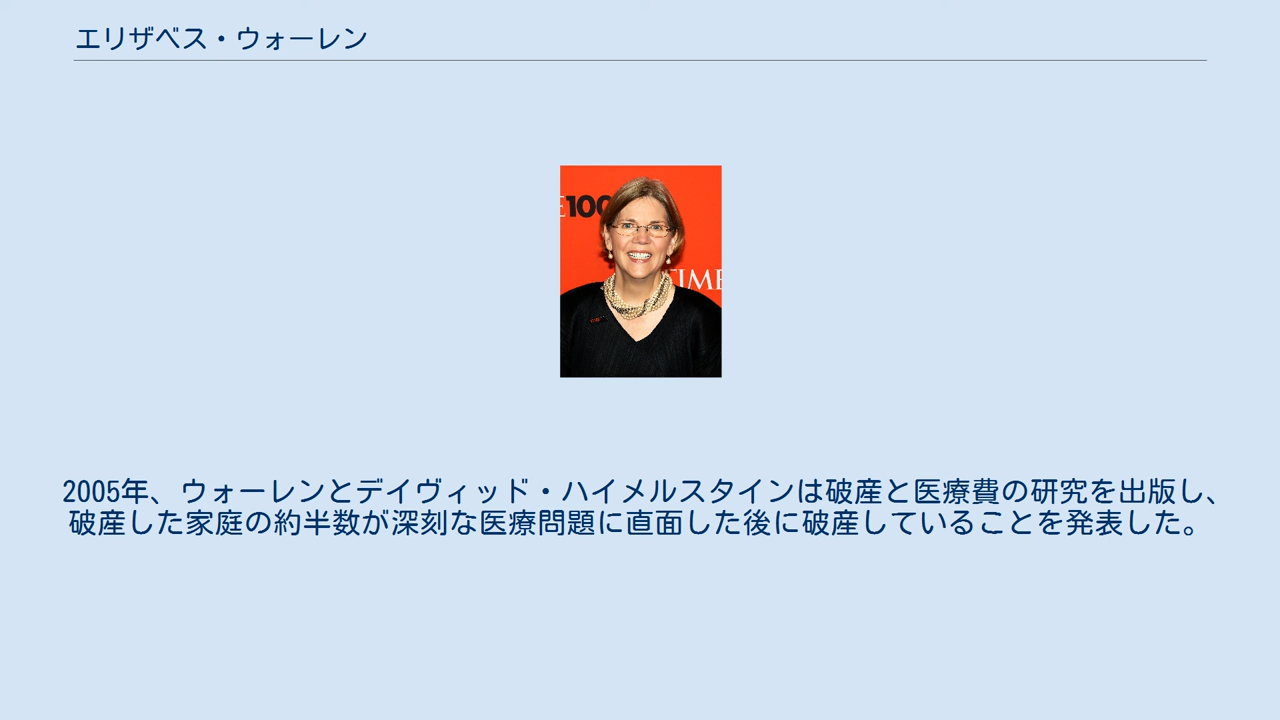 エリザベス・ウォーレン
E100
TIME
2005年、ウォーレンとデイヴィッド・ハイメルスタインは破産と医療費の研究を出版し、
破産した家庭の約半数が深刻な医療問題に直面した後に破産していることを発表した。